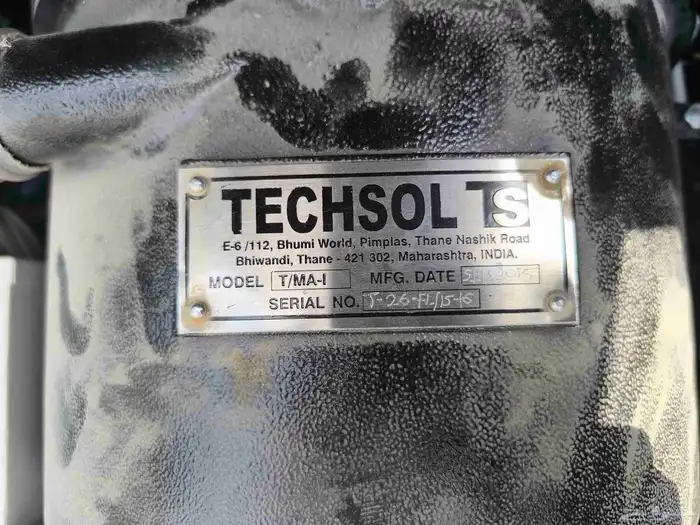 TECHSOL TS
E-6 /112, Bhumi World, Pimplas, Thane Nashik Road
Bhiwandi, Thane - 421 302, Maharashtra, INDIA.
MODEL T/MA-I MFG. DATE
SERIAL NO.